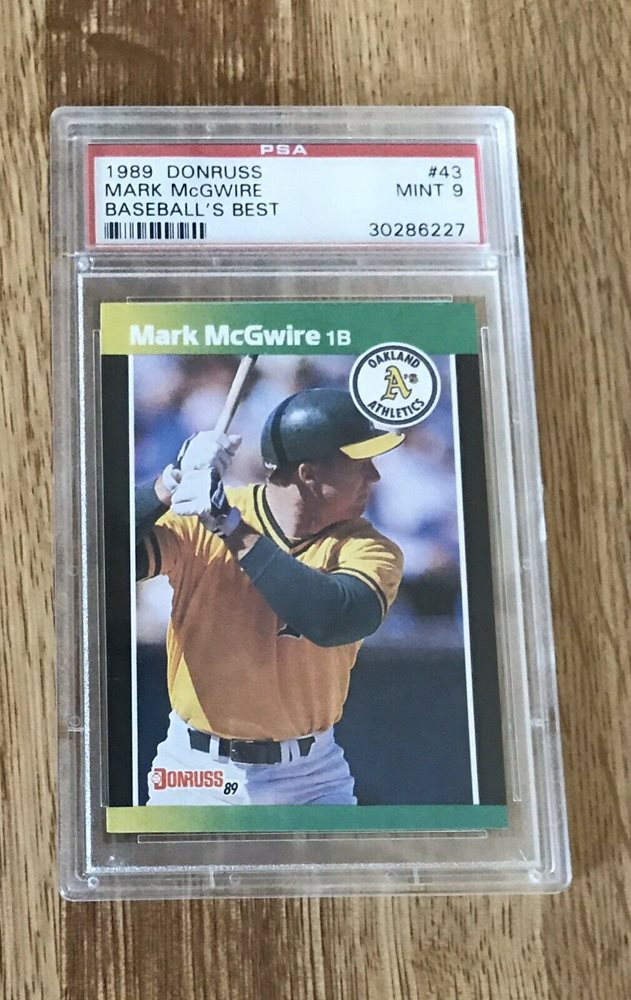 PSA
1989 DONRUSS #43
MARK McGWIRE MINT 9
BASEBALL'S BEST
30286227
Mark McGwire 1B
OAKLAND
A's
ATHLETICS
DONRUSS 89